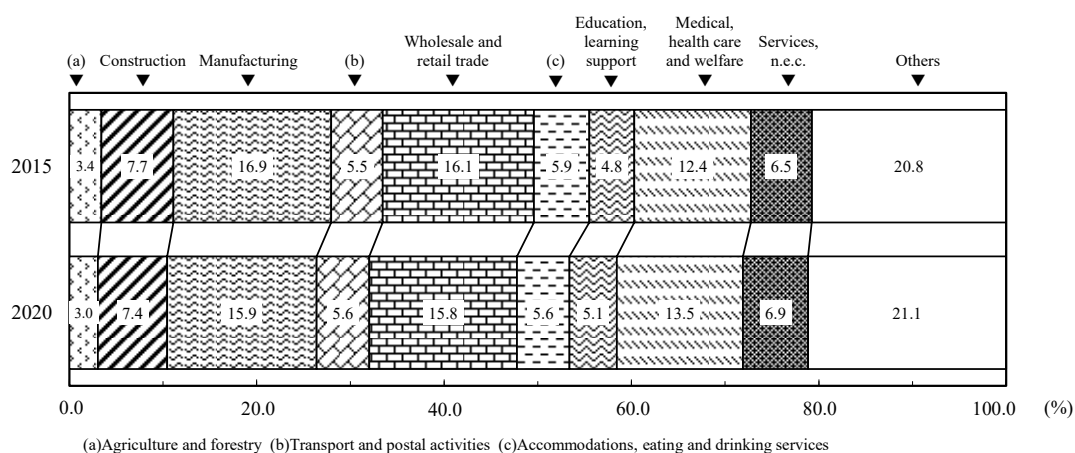 Education,
learning
support
Medical,
health care
and welfare
Wholesale and
retail trade
Services,
n.e.c.
(a)
Construction
Manufacturing
(b)
(c)
Others
2015
3.4
7.7
16.9
5.5
16.1
5.9
4.8
12.4
6.5
20.8
2020
3.0
7.4
15.9
5.6
15.8
5.6
5.1
13.5
6.9
21.1
0.0
20.0
40.0
60.0
80.0
100.0
(%)
(a)Agriculture and forestry (b)Transport and postal activities (c)Accommodations, eating and drinking services